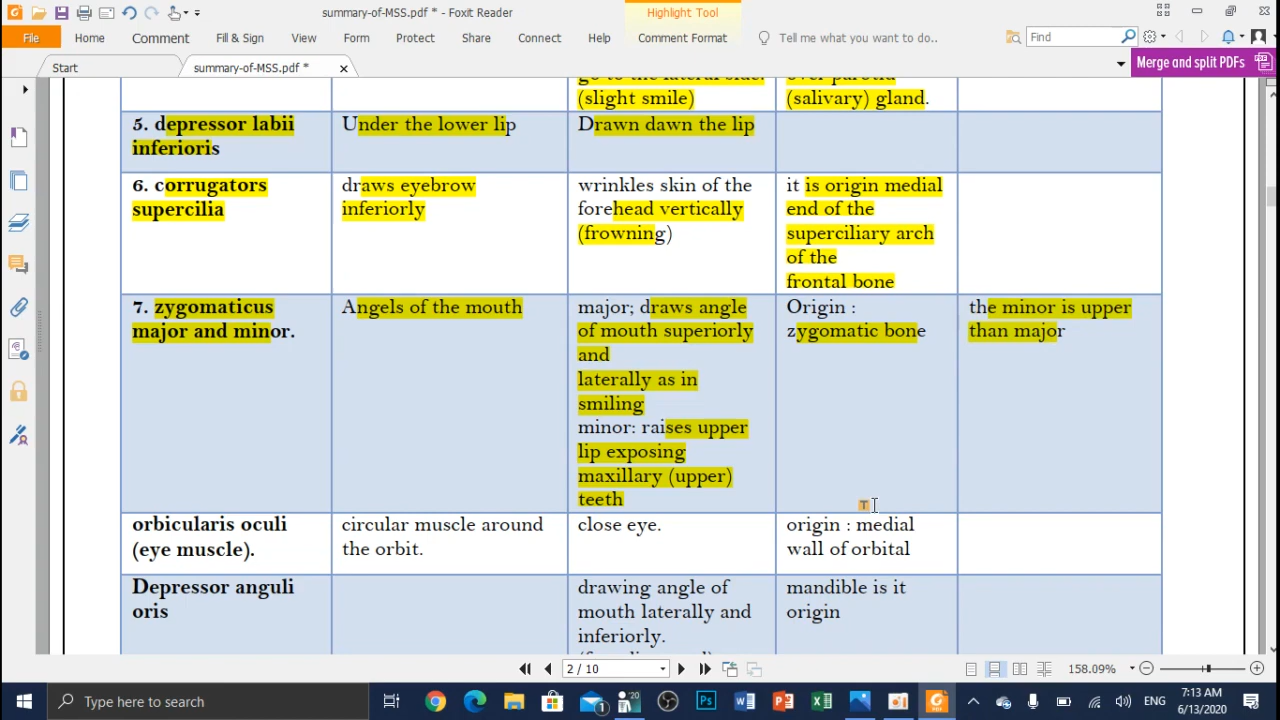 summary-of-MSS.pdf * - Foxit Reader
Highlight Tool
File
Home
Comment
Fill & Sign
View
Form
Protect
Share
Connect
Help
Comment Format
Tell me what you want to do..
Find
Start
summary-of-MSS.pdf *
Merge and split PDFs
go to the lateral side.
(slight smile)
over parotid
(salivary) gland.
5. depressor labii
inferioris
Under the lower lip
Drawn dawn the lip
6. corrugators
supercilia
draws eyebrow
inferiorly
wrinkles skin of the
forehead vertically
(frowning)
it is origin medial
end of the
superciliary arch
of the
frontal bone
7. zygomaticus
major and minor.
Angels of the mouth
major; draws angle
of mouth superiorly
and
laterally as in
smiling
minor: raises upper
lip exposing
maxillary (upper)
teeth
Origin :
zygomatic bone
the minor is upper
than major
orbicularis oculi
(eye muscle).
circular muscle around
the orbit.
close eye.
origin : medial
wall of orbital
Depressor anguli
oris
drawing angle of
mouth laterally and
inferiorly.
mandible is it
origin
2 / 10
158.09%
Type here to search
ENG
7:13 AM
6/13/2020